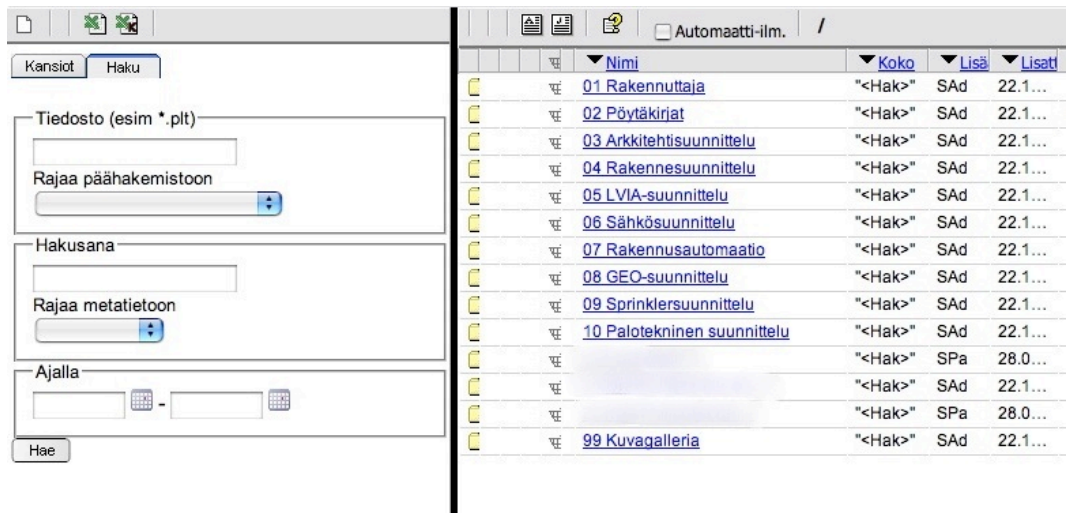 Kansiot Haku
Tiedosto (esim *.plt)
Rajaa päähakemistoon
Hakusana
Rajaa metatietoon
Ajalla
-
Hae
Automaatti-ilm. /
Nimi Koko Lisä Lisatt
01 Rakennuttaja "<Hak>" SAd 22.1...
02 Pöytäkirjat "<Hak>" SAd 22.1...
03 Arkkitehtisuunnittelu "<Hak>" SAd 22.1...
04 Rakennesuunnittelu "<Hak>" SAd 22.1...
05 LVIA-suunnittelu "<Hak>" SAd 22.1...
06 Sähkösuunnittelu "<Hak>" SAd 22.1...
07 Rakennusautomaatio "<Hak>" SAd 22.1...
08 GEO-suunnittelu "<Hak>" SAd 22.1...
09 Sprinklersuunnittelu "<Hak>" SAd 22.1...
10 Palotekninen suunnittelu "<Hak>" SAd 22.1...
"<Hak>" SPa 28.0...
"<Hak>" SAd 22.1...
"<Hak>" SPa 28.0...
99 Kuvagalleria "<Hak>" SAd 22.1...